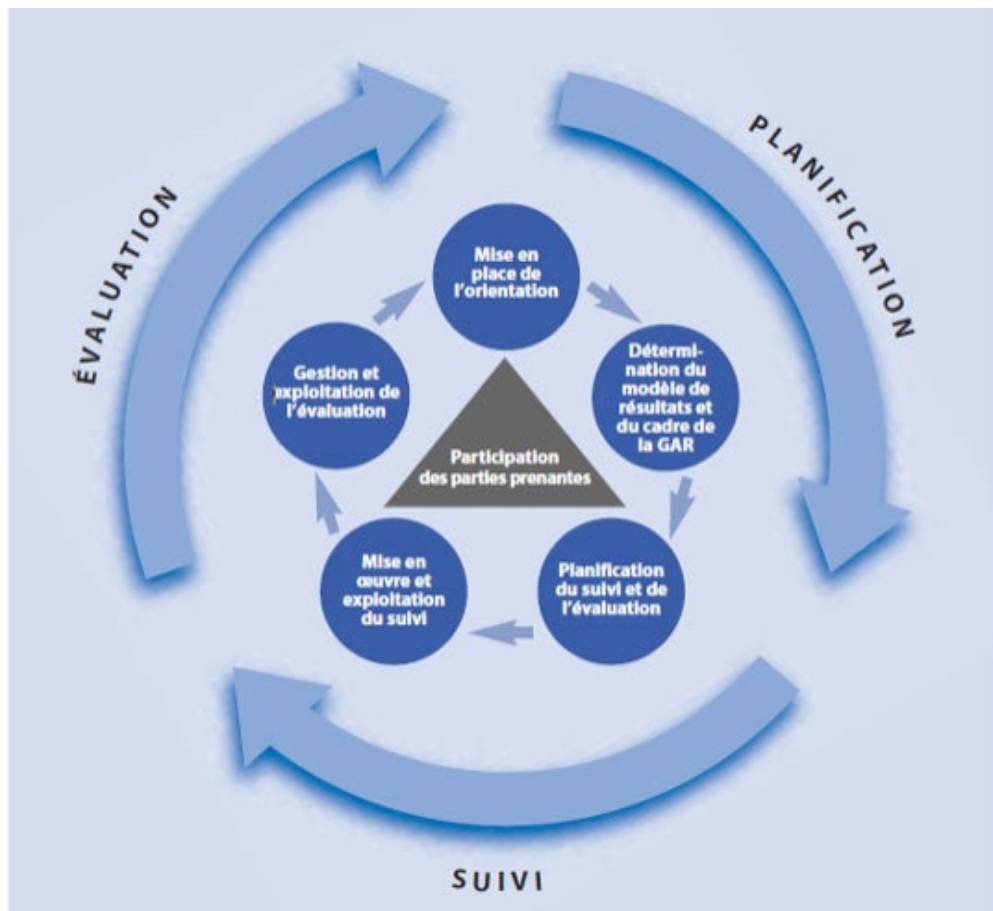 PLANIFICATION
ÉVALUATION
Mise en
place de
l'orientation
Détermi-
nation du
modèle de
résultats et
du cadre de
la GAR
Gestion et
exploitation de
l'évaluation
Participation
des parties prenantes
Mise en
œuvre et
exploitation
du suivi
Planification
du suivi et de
l'évaluation
SUIVI